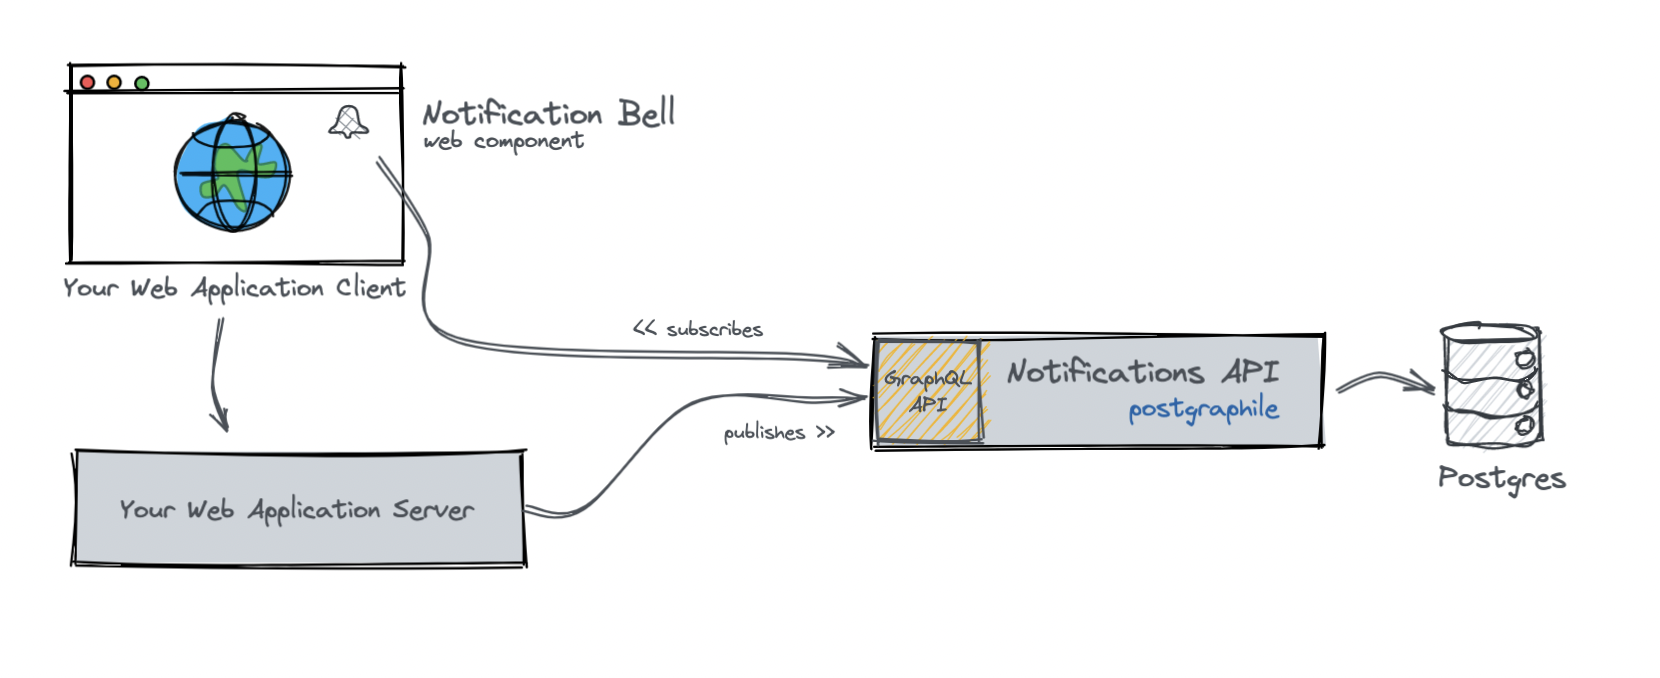 Notification Bell
web component
Your Web Application Client
<< subscribes
GraphQL
API
Notifications API
postgraphile
publishes >>
Postgres
Your Web Application Server